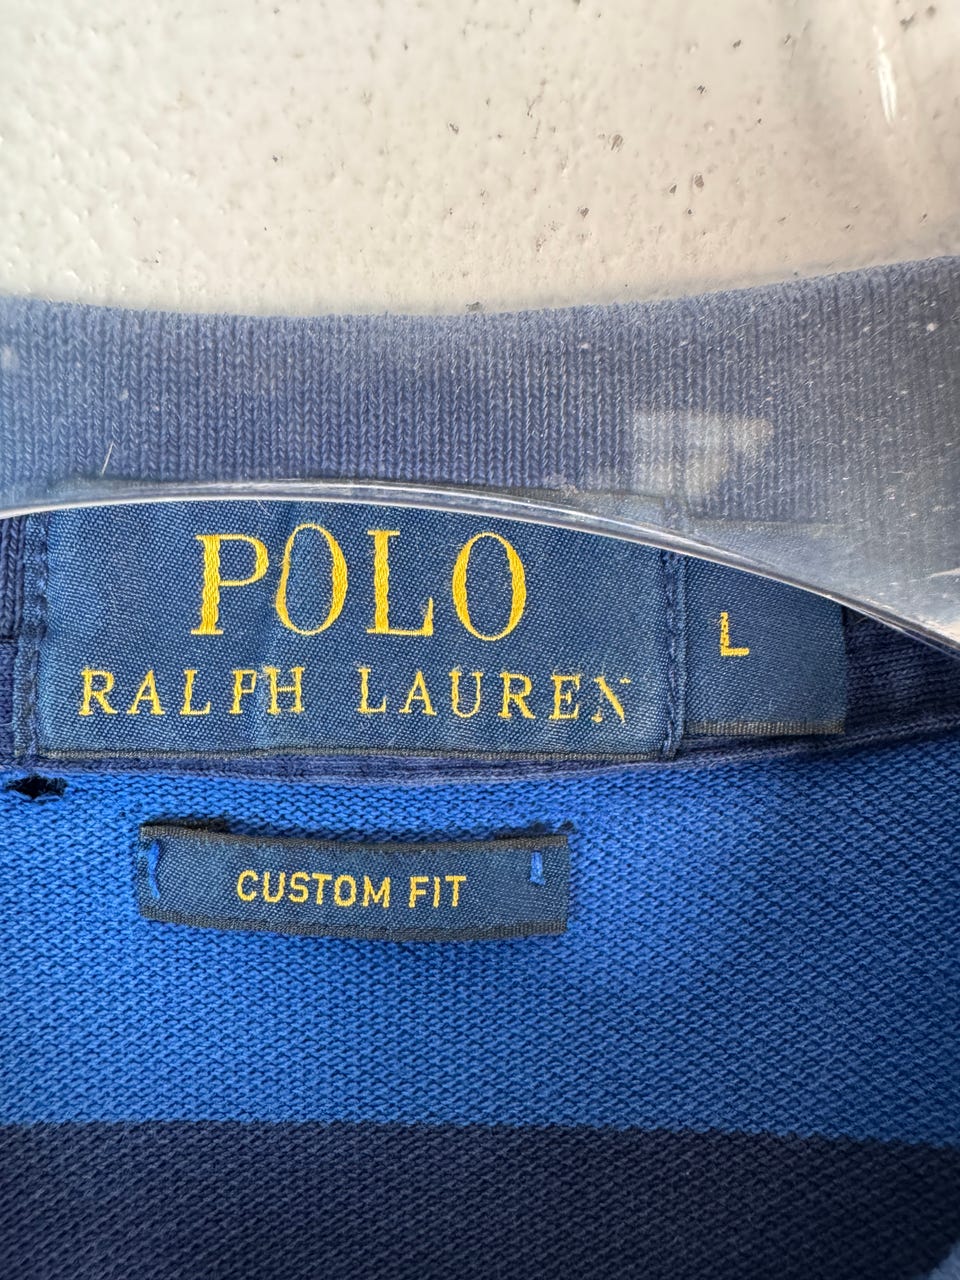 POLO
RALPH LAUREN
L
CUSTOM FIT